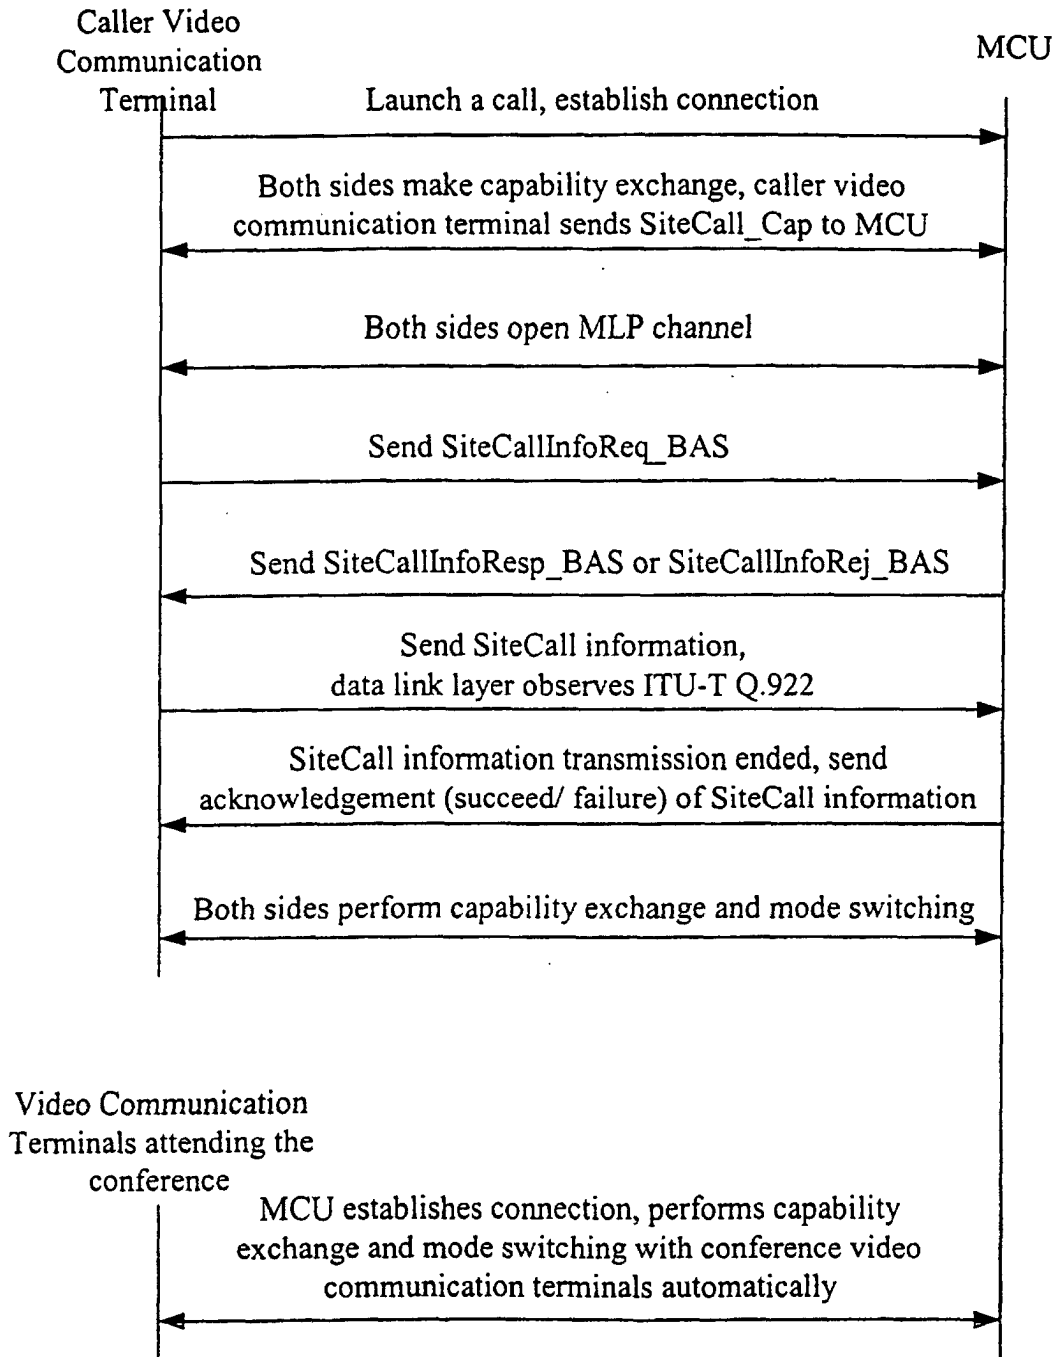 Caller Video
Communication
Terminal
MCU
Launch a call, establish connection
Both sides make capability exchange, caller video
communication terminal sends SiteCall_Cap to MCU
Both sides open MLP channel
Send SiteCallInfoReq_BAS
Send SiteCallInfoResp_BAS or SiteCallInfoRej_BAS
Send SiteCall information,
data link layer observes ITU-T Q.922
SiteCall information transmission ended, send
acknowledgement (succeed/ failure) of SiteCall information
Both sides perform capability exchange and mode switching
Video Communication
Terminals attending the
conference
MCU establishes connection, performs capability
exchange and mode switching with conference video
communication terminals automatically